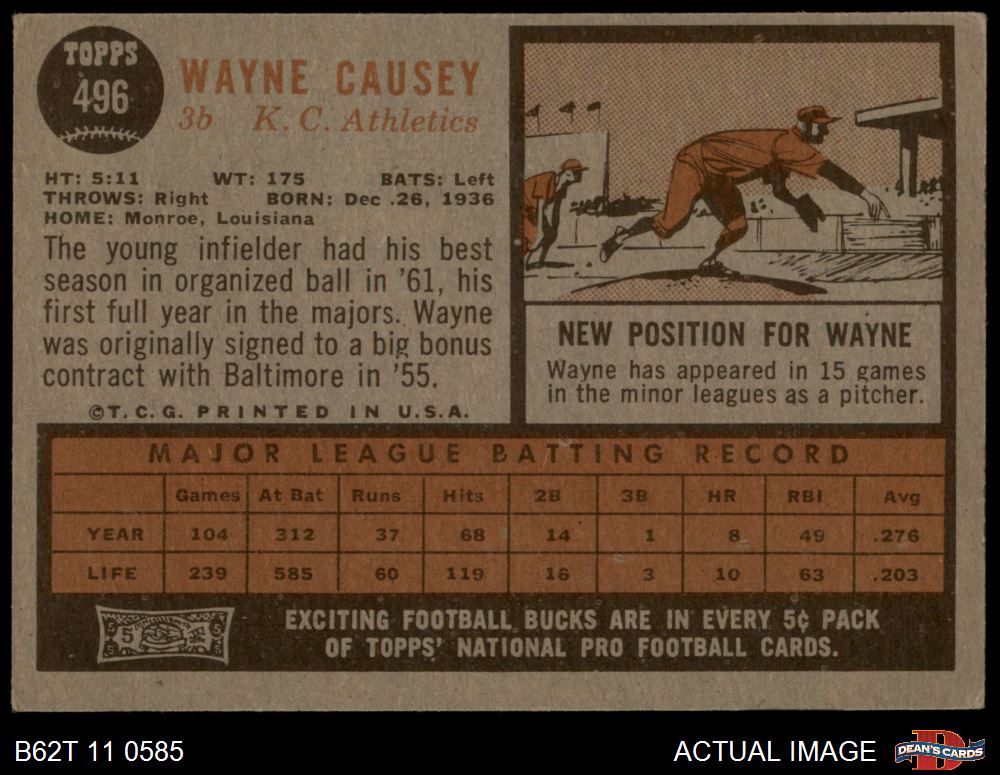 TOPPS
496
WAYNE CAUSEY
3b K. C. Athletics
HT: 5:11 WT: 175 BATS: Left
THROWS: Right BORN: Dec .26, 1936
HOME: Monroe, Louisiana
The young infielder had his best
season in organized ball in '61, his
first full year in the majors. Wayne
was originally signed to a big bonus
contract with Baltimore in '55.
©T. C. G. PRINTED IN U. S. A.
NEW POSITION FOR WAYNE
Wayne has appeared in 15 games
in the minor leagues as a pitcher.
MAJOR LEAGUE BATTING RECORD
Games At Bat Runs Hits 2B 3B HR RBI Avg
YEAR 104 312 37 68 14 1 8 49 .276
LIFE 239 585 60 119 16 3 10 63 .203
5
EXCITING FOOTBALL BUCKS ARE IN EVERY 5¢ PACK
OF TOPPS' NATIONAL PRO FOOTBALL CARDS.
B62T 11 0585
ACTUAL IMAGE
D
DEAN'S CARDS